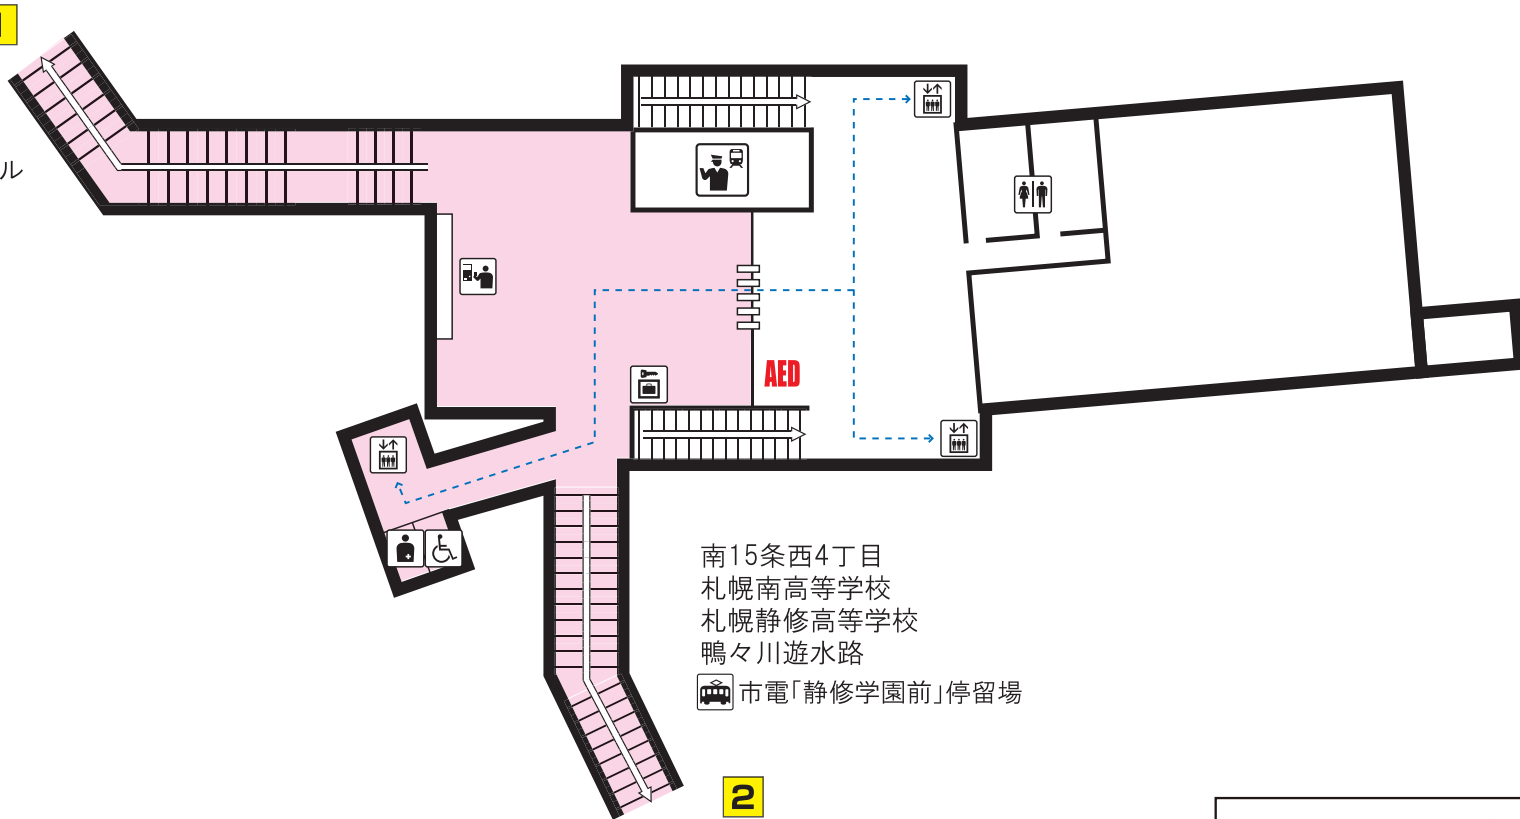 ル
AED
南15条西4丁目
札幌南高等学校
札幌静修高等学校
鴨々川遊水路
市電「静修学園前」停留場
2